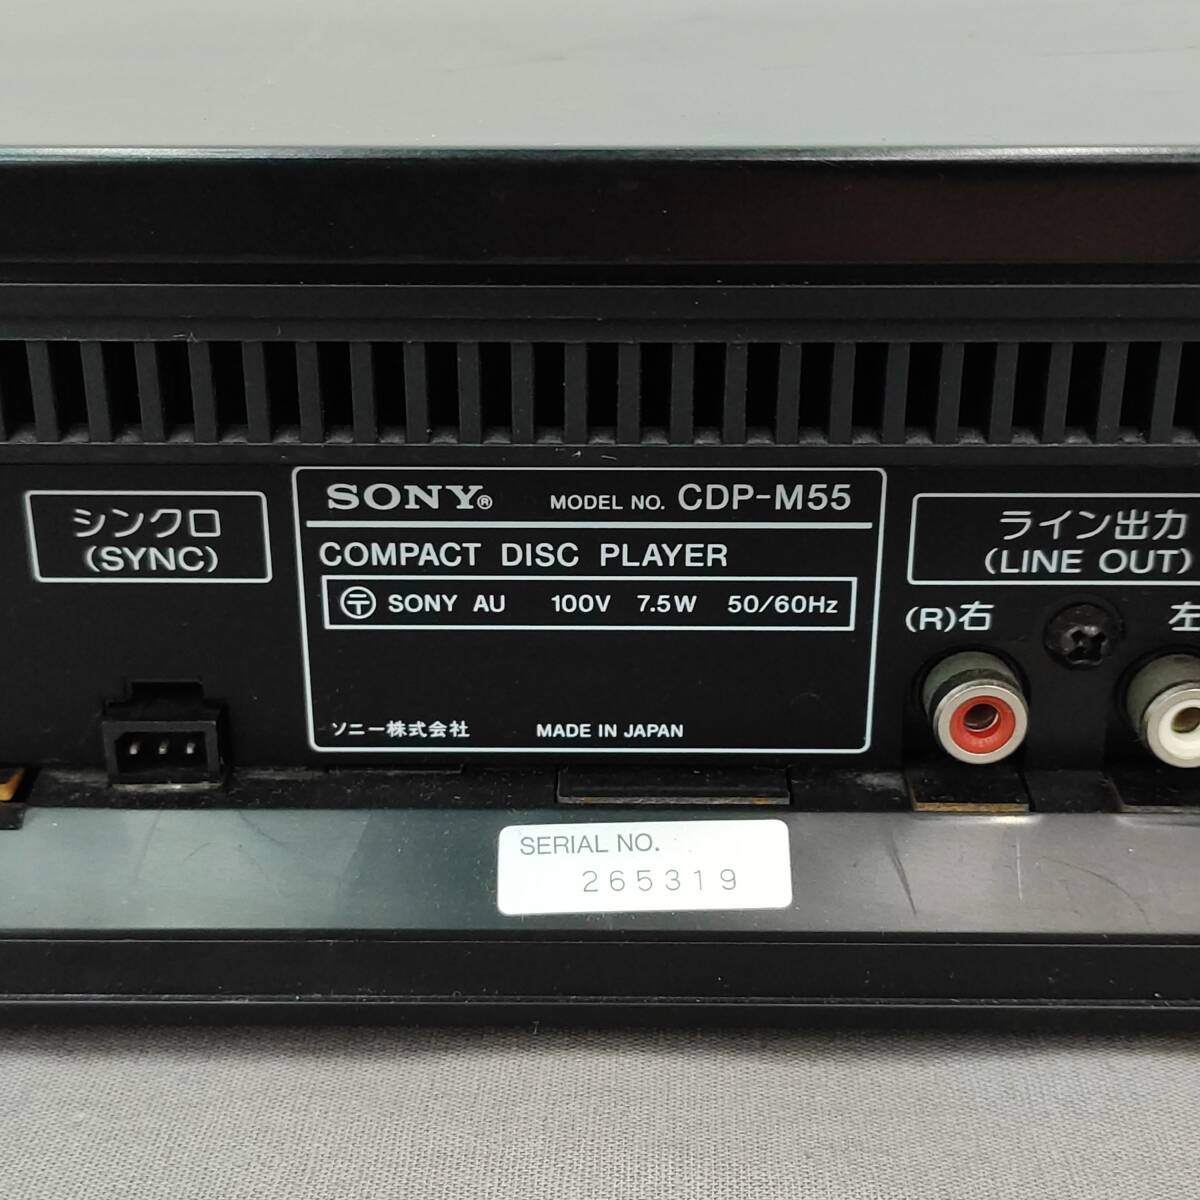 シンクロ
(SYNC)
SONY® MODEL NO. CDP-M55
COMPACT DISC PLAYER
〶 SONY AU 100V 7.5W 50/60Hz
ソニー株式会社 MADE IN JAPAN
ライン出力
(LINE OUT)
(R)右 左
SERIAL NO.
265319